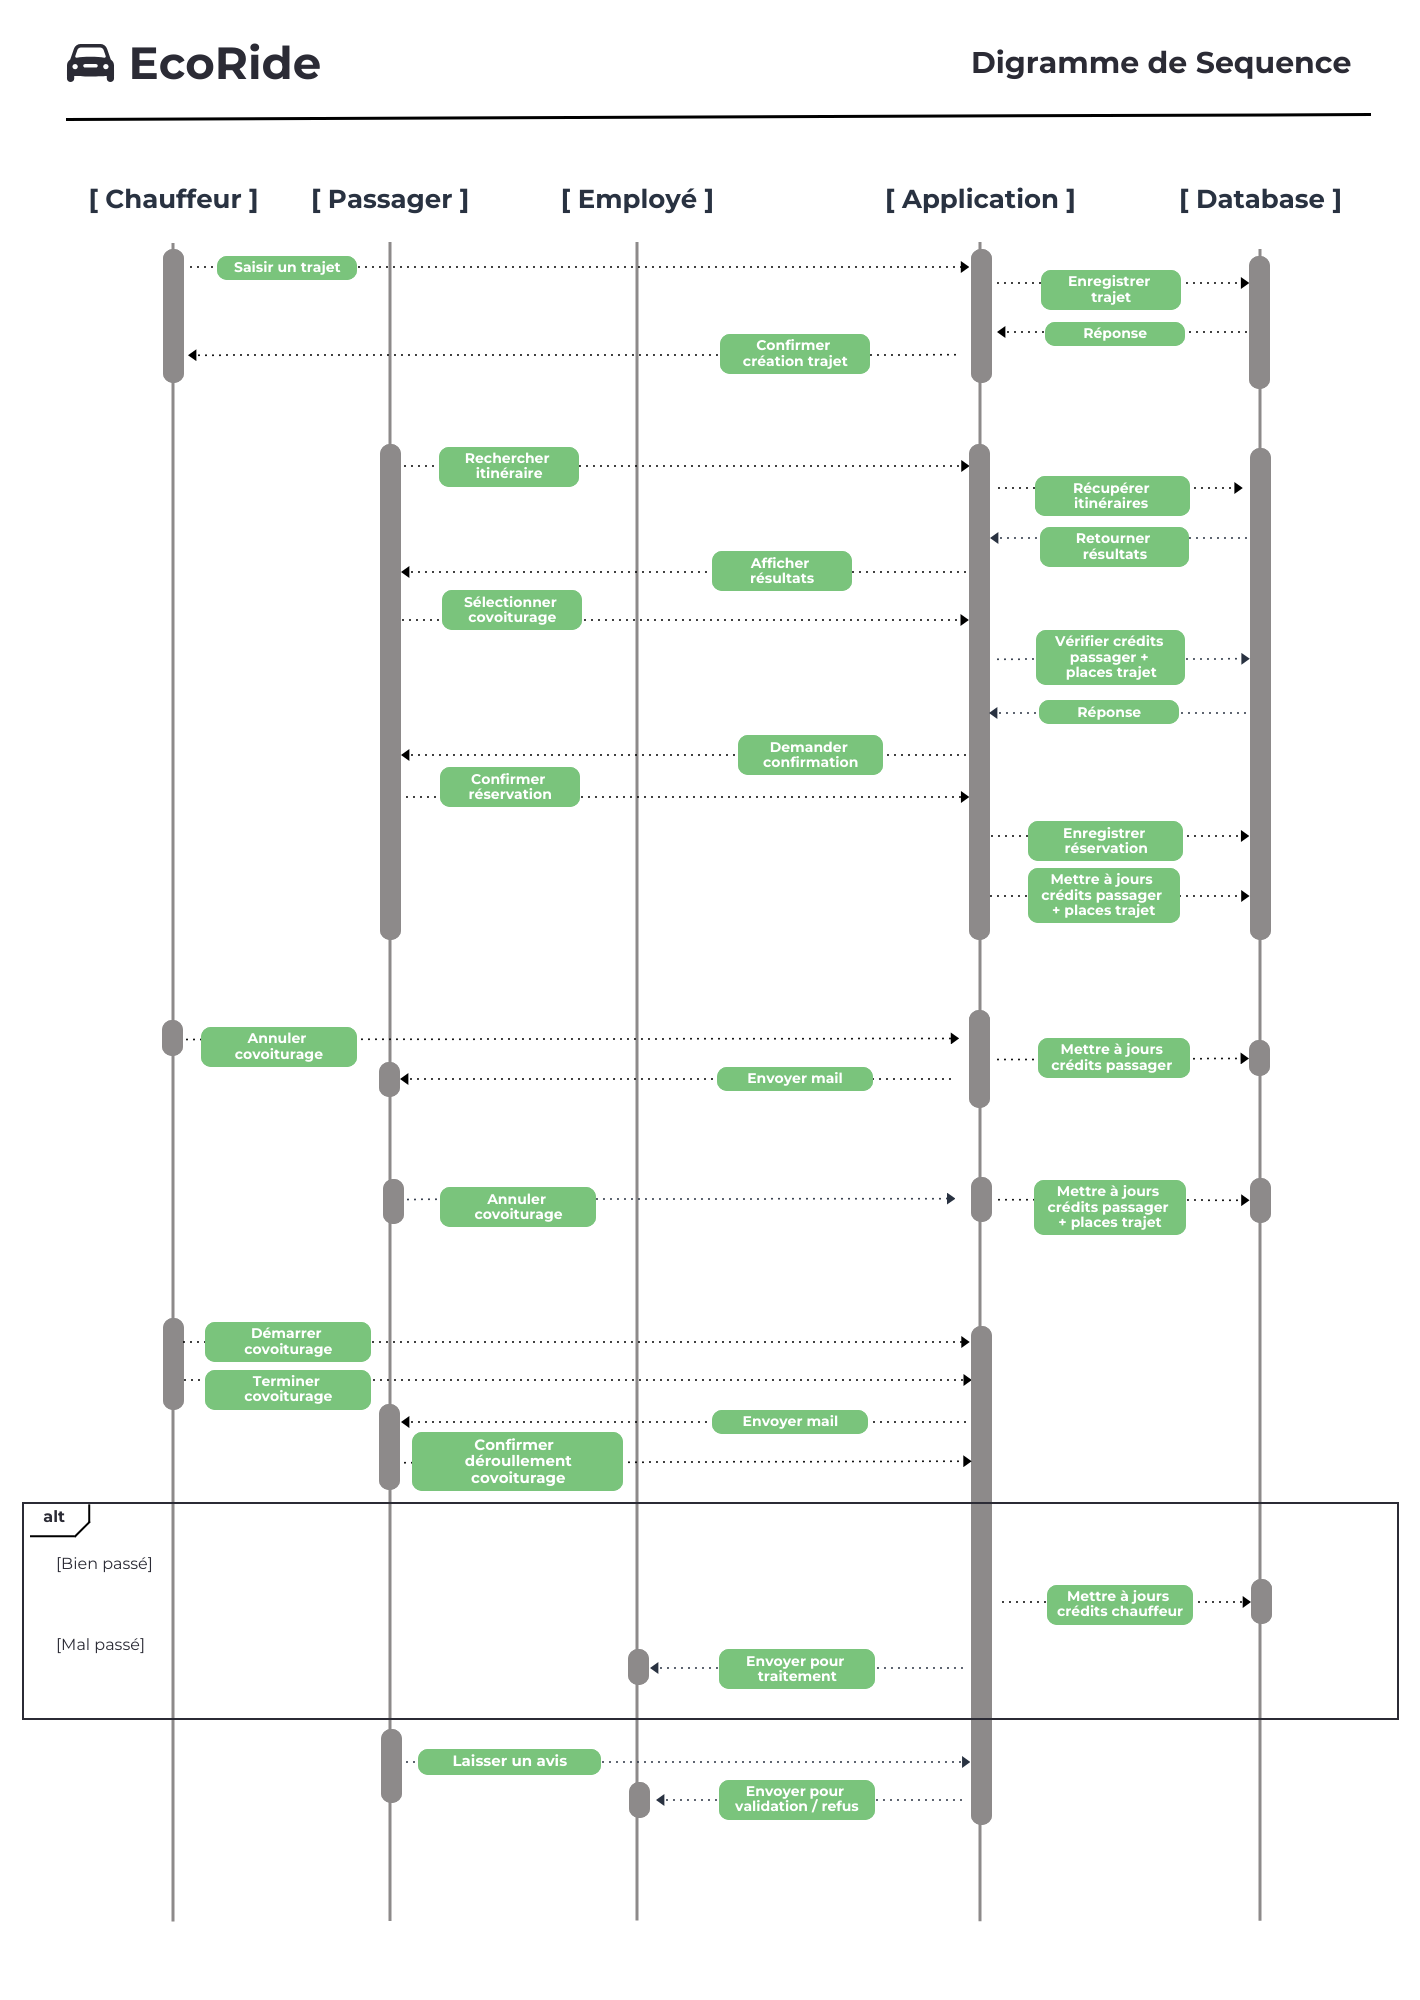 EcoRide
Digramme de Sequence
[ Chauffeur ]
[ Passager ]
[ Employé ]
[ Application ]
[ Database ]
Saisir un trajet
Enregistrer
trajet
Réponse
Confirmer
création trajet
Rechercher
itinéraire
Récupérer
itinéraires
Retourner
résultats
Afficher
résultats
Sélectionner
covoiturage
Vérifier crédits
passager +
places trajet
Réponse
Demander
confirmation
Confirmer
réservation
Enregistrer
réservation
Mettre à jours
crédits passager
+ places trajet
Annuler
covoiturage
Mettre à jours
crédits passager
Envoyer mail
Annuler
covoiturage
Mettre à jours
crédits passager
+ places trajet
Démarrer
covoiturage
Terminer
covoiturage
Envoyer mail
Confirmer
déroullement
covoiturage
alt
[Bien passé]
Mettre à jours
crédits chauffeur
[Mal passé]
Envoyer pour
traitement
Laisser un avis
Envoyer pour
validation / refus